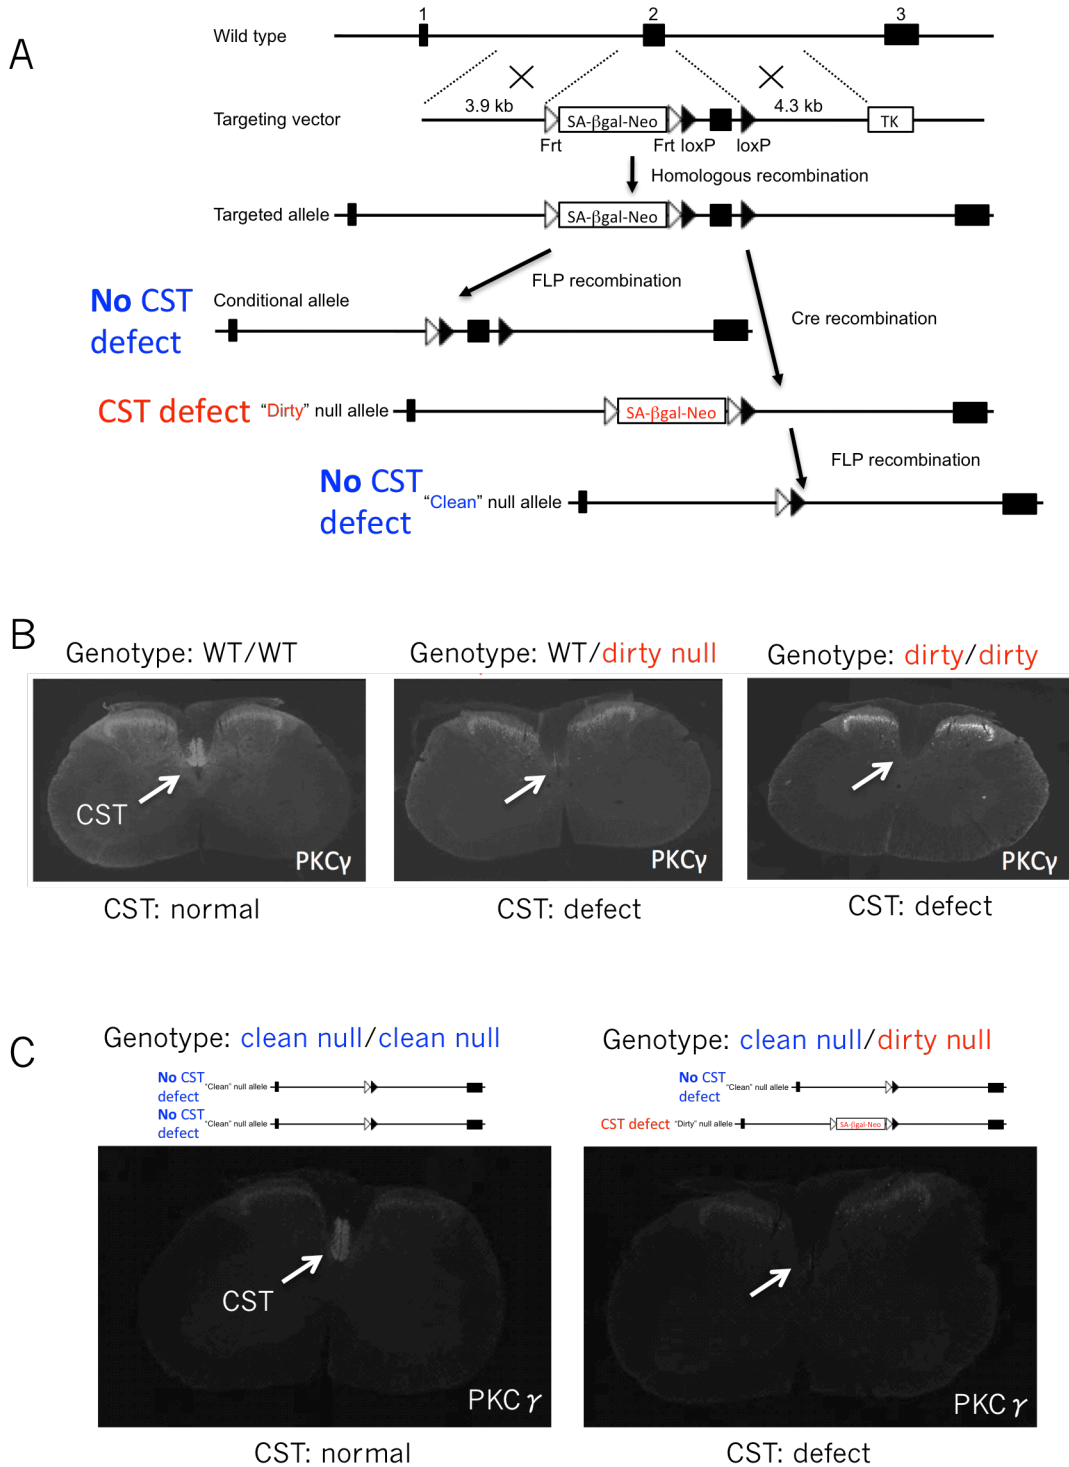 A
1 2 3
Wild type
3.9 kb 4.3 kb
Targeting vector SA-βgal-Neo TK
Frt Frt loxP loxP
Homologous recombination
Targeted allele SA-βgal-Neo
FLP recombination
No CST
defect
Conditional allele
Cre recombination
CST defect “Dirty” null allele SA-βgal-Neo
FLP recombination
No CST
defect
“Clean” null allele
B
Genotype: WT/WT
Genotype: WT/dirty null
Genotype: dirty/dirty
CST
PKCγ
PKCγ
PKCγ
CST: normal
CST: defect
CST: defect
C
Genotype: clean null/clean null
Genotype: clean null/dirty null
No CST
defect
“Clean” null allele
No CST
defect
“Clean” null allele
No CST
defect
“Clean” null allele
CST defect “Dirty” null allele SA-βgal-Neo
CST
PKCγ
PKCγ
CST: normal
CST: defect